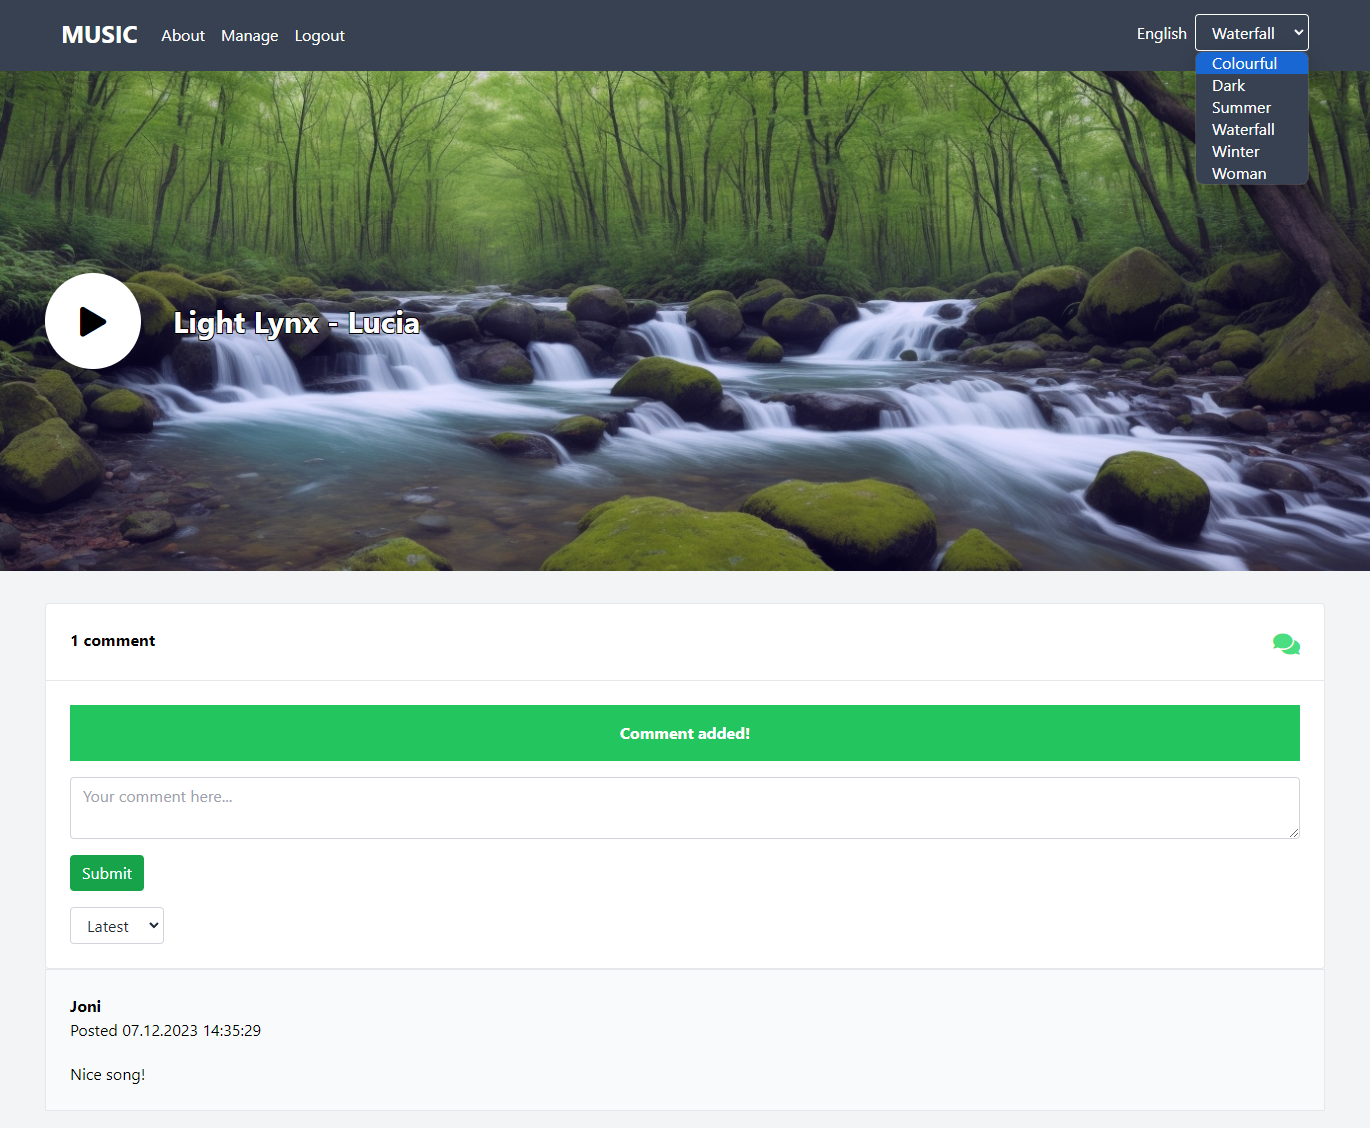 MUSIC About Manage Logout English Waterfall
Colourful
Dark
Summer
Waterfall
Winter
Woman
Light Lynx - Lucia
1 comment
Comment added!
Your comment here...
Submit
Latest
Joni
Posted 07.12.2023 14:35:29
Nice song!